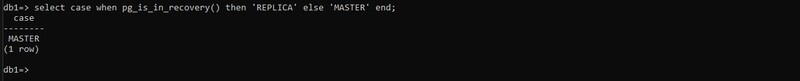 db1=> select case when pg_is_in_recovery() then 'REPLICA' else 'MASTER' end;
  case
--------
 MASTER
(1 row)

db1=>